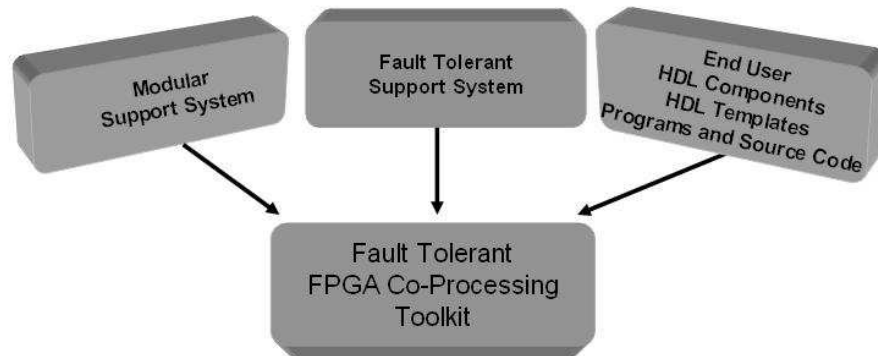 Modular
Support System
Fault Tolerant
Support System
End User
HDL Components
HDL Templates
Programs and Source Code
Fault Tolerant
FPGA Co-Processing
Toolkit